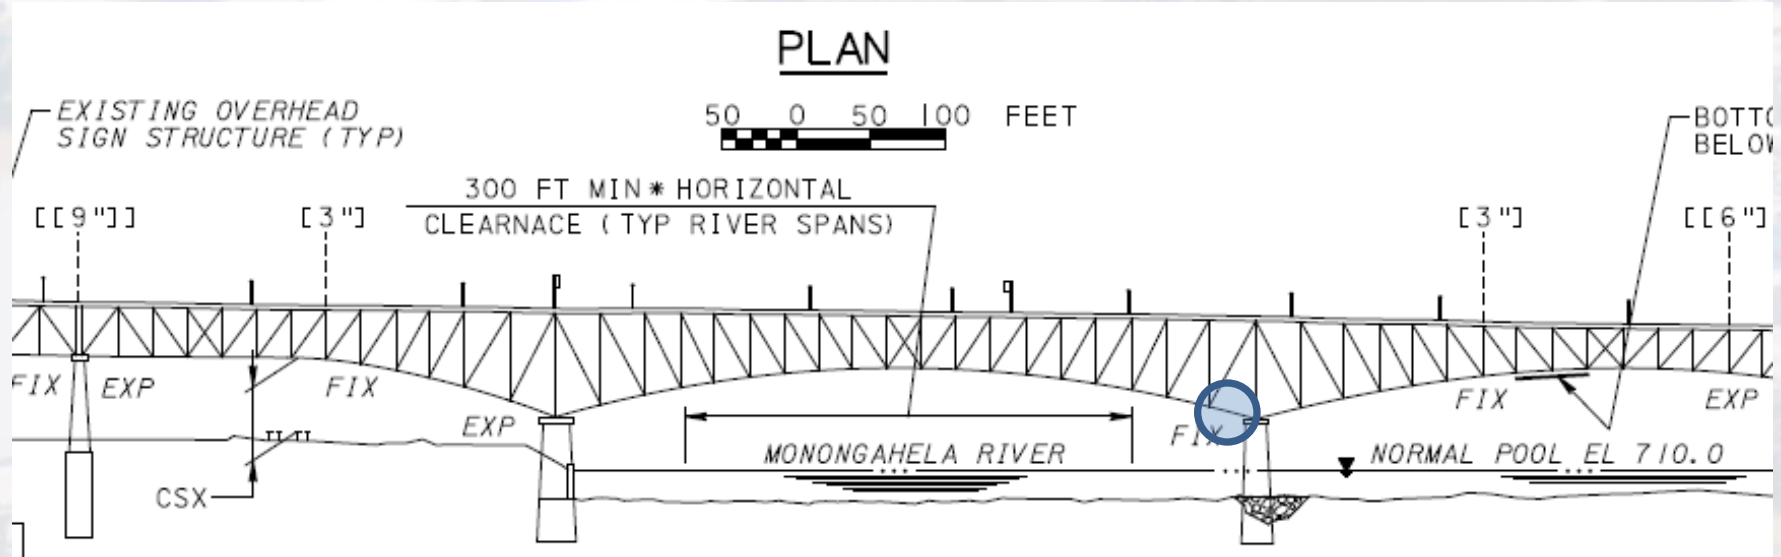 PLAN
50 0 50 100 FEET
EXISTING OVERHEAD
SIGN STRUCTURE (TYP)
BOTTO
BELOW
300 FT MIN* HORIZONTAL
CLEARNACE (TYP RIVER SPANS)
[[9"]]
[3"]
[3"]
[[6"]
FIX EXP
FIX
EXP
FIX
FIX
EXP
MONONGAHELA RIVER
NORMAL POOL EL 710.0
CSX